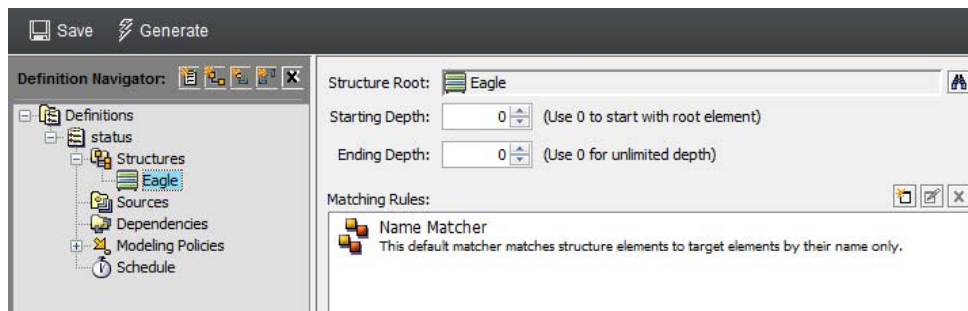 Save Generate
Definition Navigator:
Definitions
status
Structures
Eagle
Sources
Dependencies
Modeling Policies
Schedule
Structure Root: Eagle
Starting Depth: 0 (Use 0 to start with root element)
Ending Depth: 0 (Use 0 for unlimited depth)
Matching Rules:
Name Matcher
This default matcher matches structure elements to target elements by their name only.